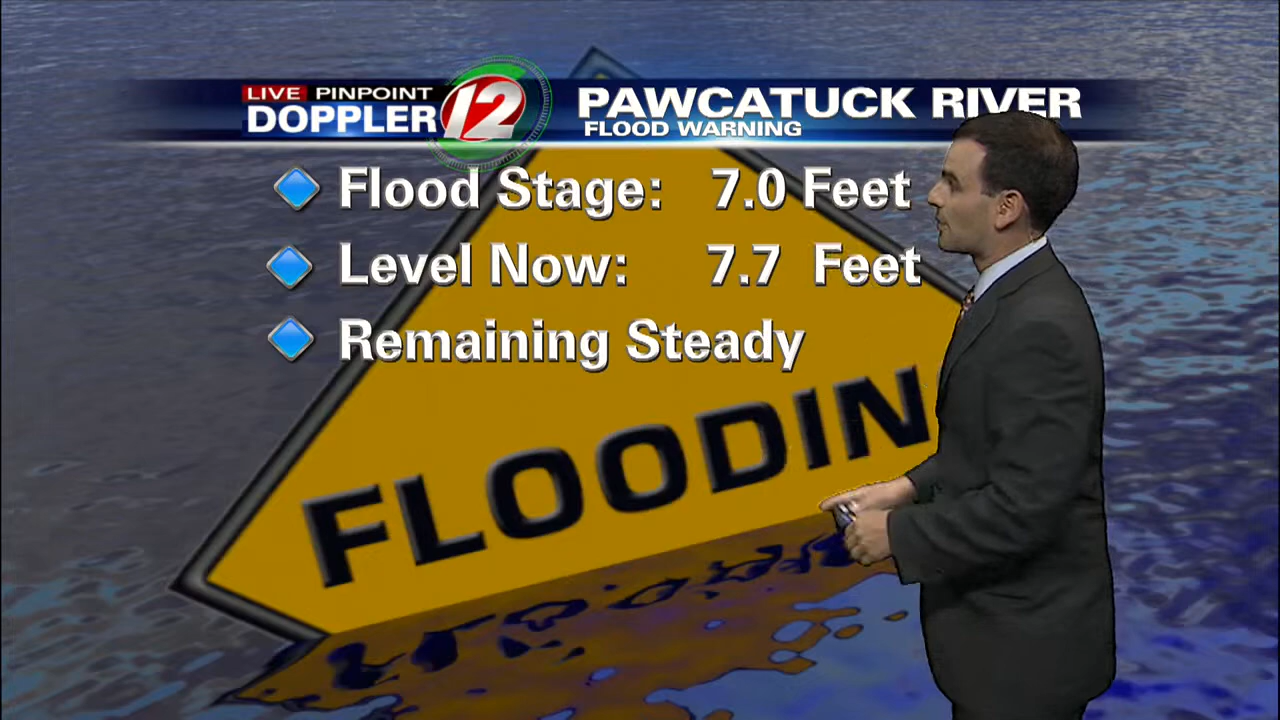 LIVE PINPOINT
DOPPLER 12
PAWCATUCK RIVER
FLOOD WARNING
Flood Stage: 7.0 Feet
Level Now: 7.7 Feet
Remaining Steady
FLOODIN